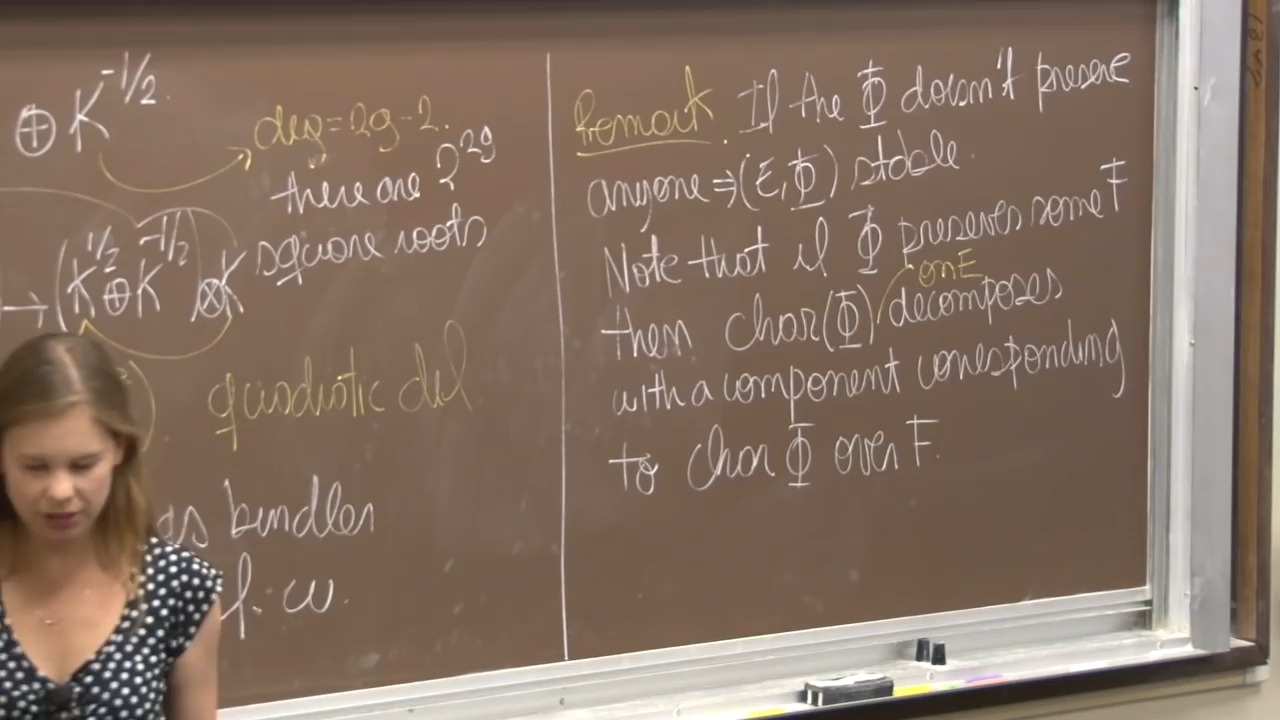 ⊕ K^{-1/2}.
deg = 2g-2.
there are 2^{2g}
square roots
→ (K^{1/2} ⊕ K^{-1/2}) ⊗ K
quadratic dif
gs bundles
f. ω.
Remark. If the Φ doesn't preserve
anyone ⇒ (E, Φ) stable.
Note that if Φ preserves some F
on E
then char(Φ) decomposes
with a component corresponding
to char Φ over F.